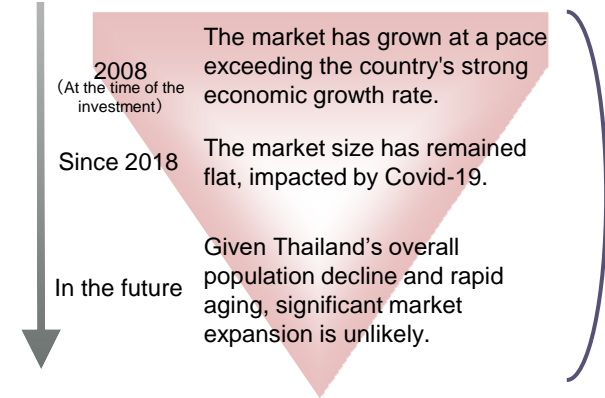 2008
（At the time of the
investment）
The market has grown at a pace
exceeding the country's strong
economic growth rate.
Since 2018
The market size has remained
flat, impacted by Covid-19.
In the future
Given Thailand’s overall
population decline and rapid
aging, significant market
expansion is unlikely.